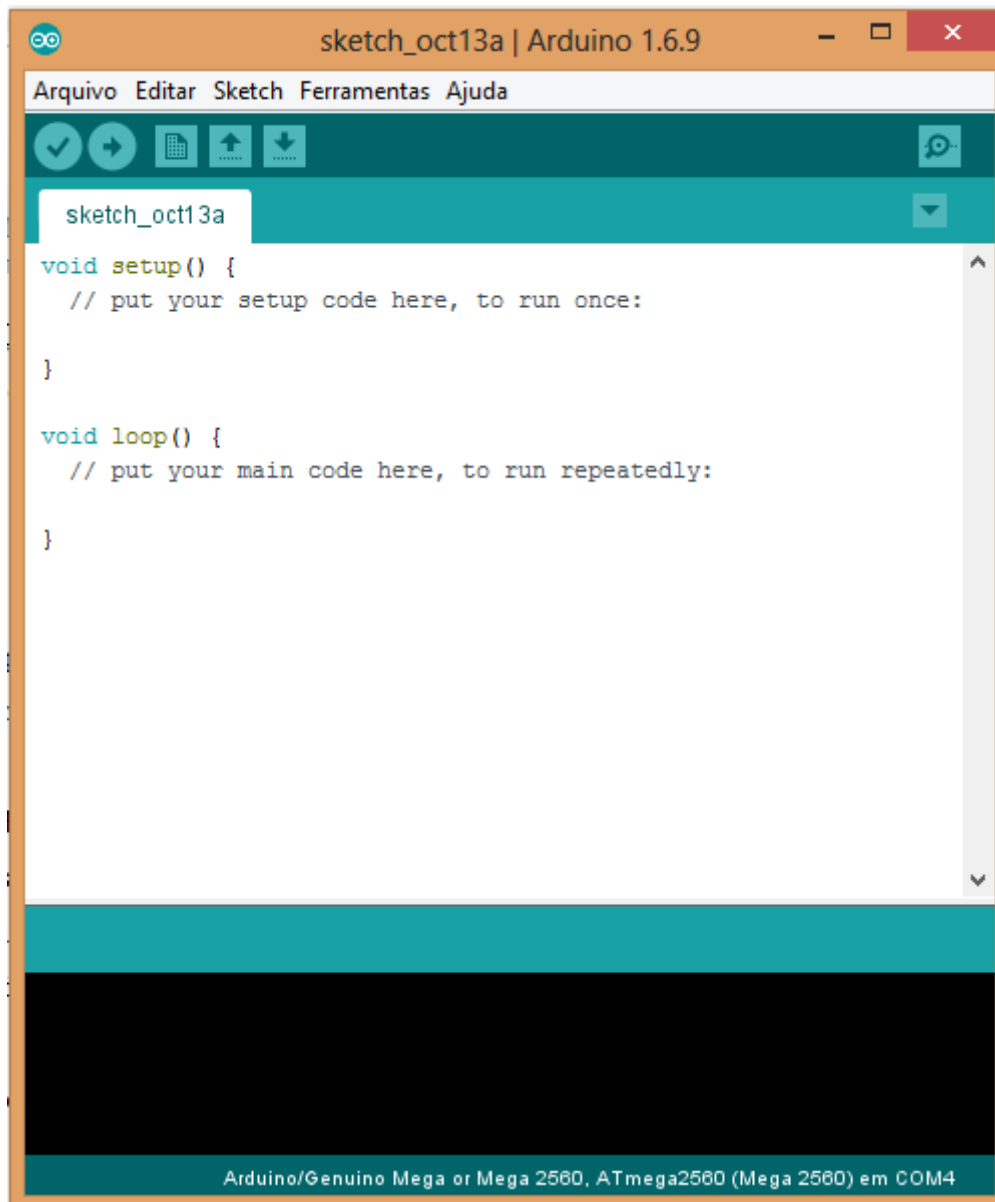 sketch_oct13a | Arduino 1.6.9
Arquivo Editar Sketch Ferramentas Ajuda
sketch_oct13a
void setup() {
  // put your setup code here, to run once:
}
void loop() {
  // put your main code here, to run repeatedly:
}
Arduino/Genuino Mega or Mega 2560, ATmega2560 (Mega 2560) em COM4